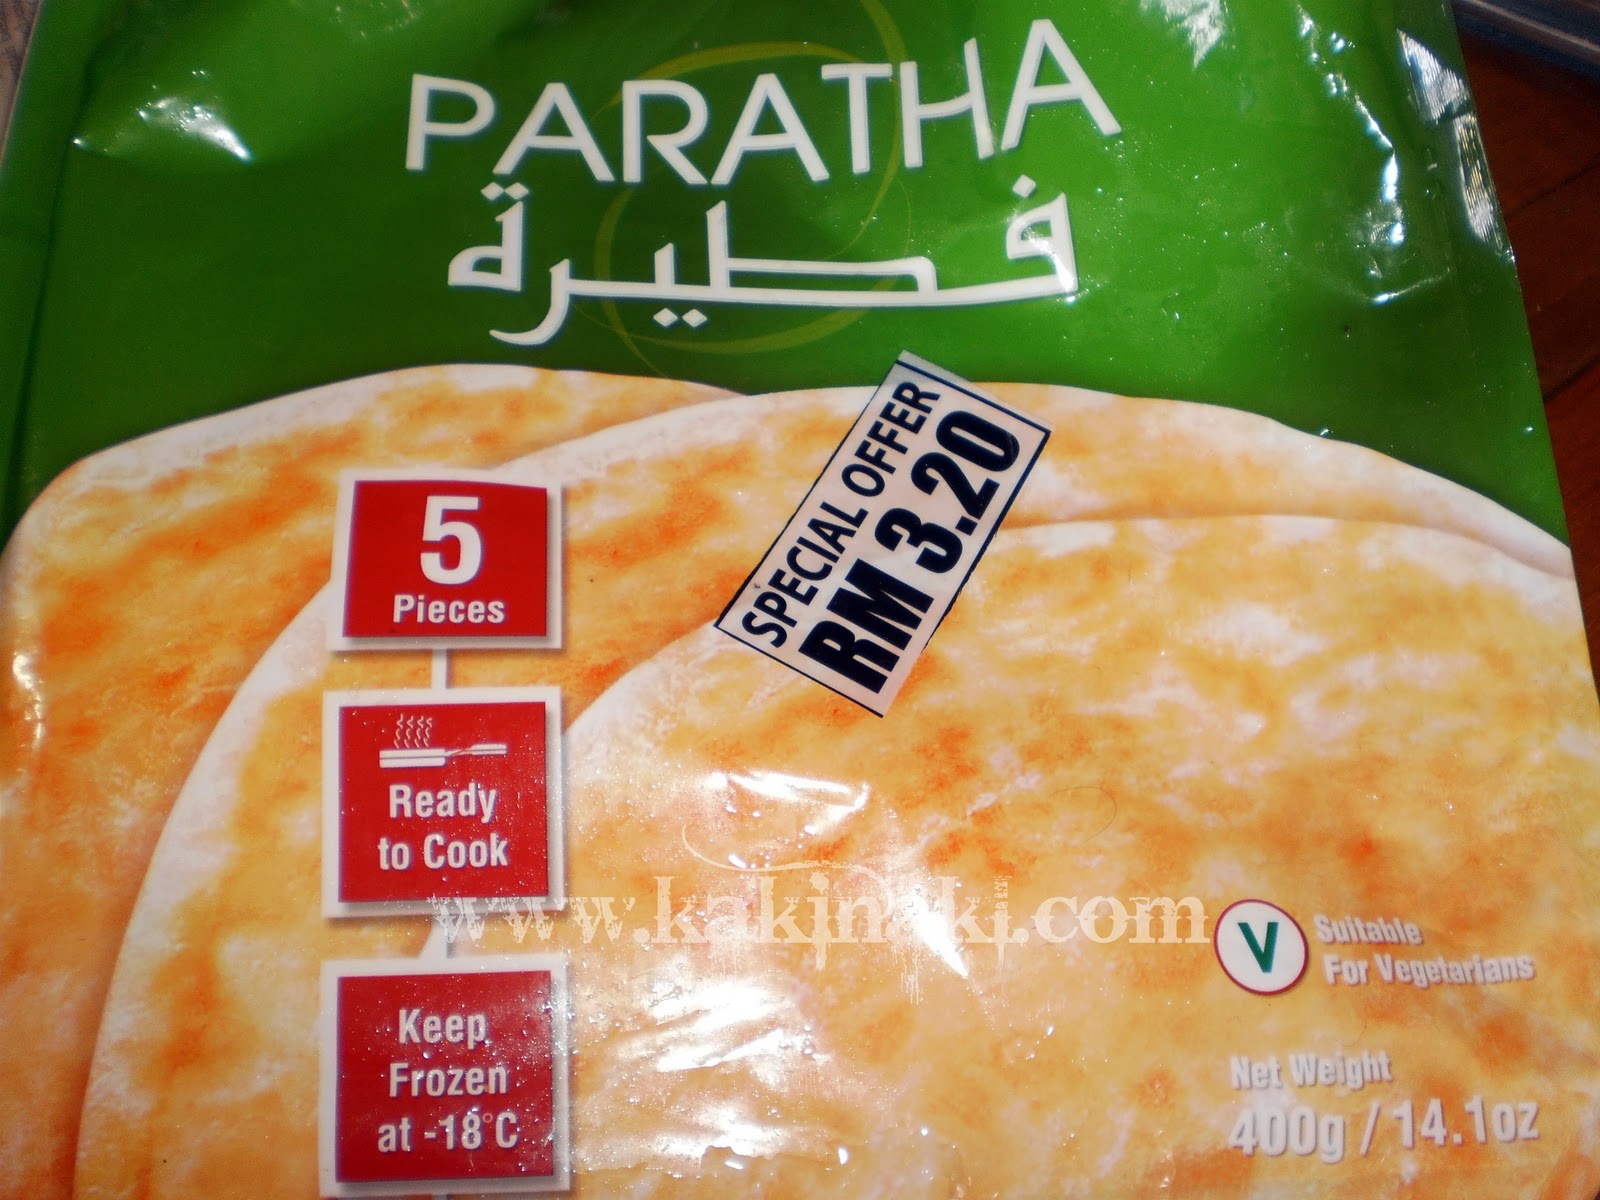 PARATHA
فطيرة
SPECIAL OFFER
RM 3.20
5
Pieces
Ready
to Cook
www.kakinaki.com
V
Suitable
For Vegetarians
Keep
Frozen
at -18°C
Net Weight
400g / 14.1oz